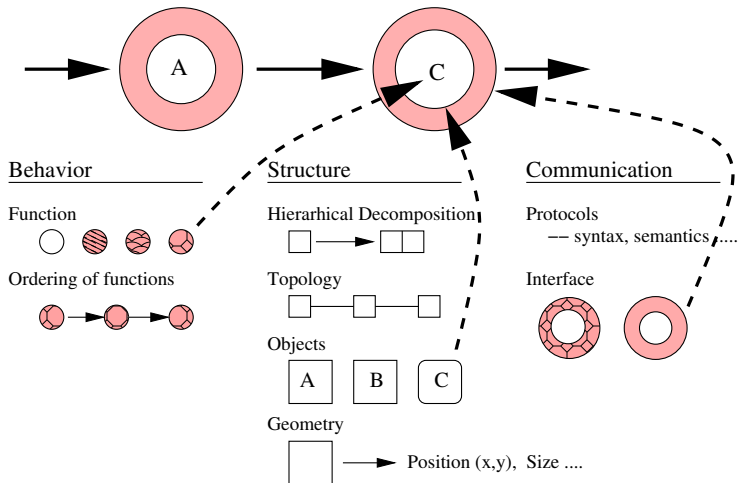 A
C
Behavior
Function
Ordering of functions
Structure
Hierarhical Decomposition
Topology
Objects
A B C
Geometry
Position (x,y), Size ....
Communication
Protocols
−− syntax, semantics .....
Interface